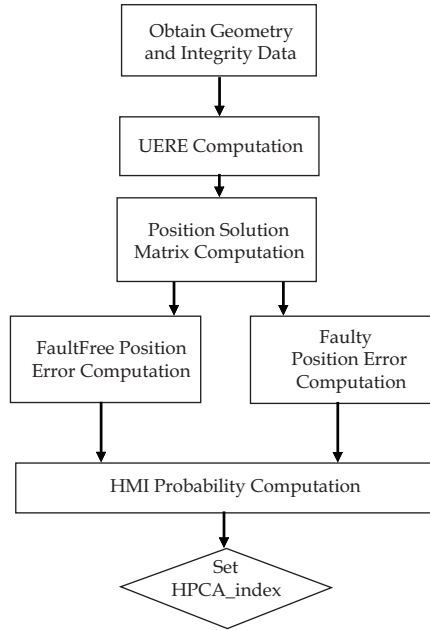 Obtain Geometry
and Integrity Data
UERE Computation
Position Solution
Matrix Computation
FaultFree Position
Error Computation
Faulty
Position Error
Computation
HMI Probability Computation
Set
HPCA_index